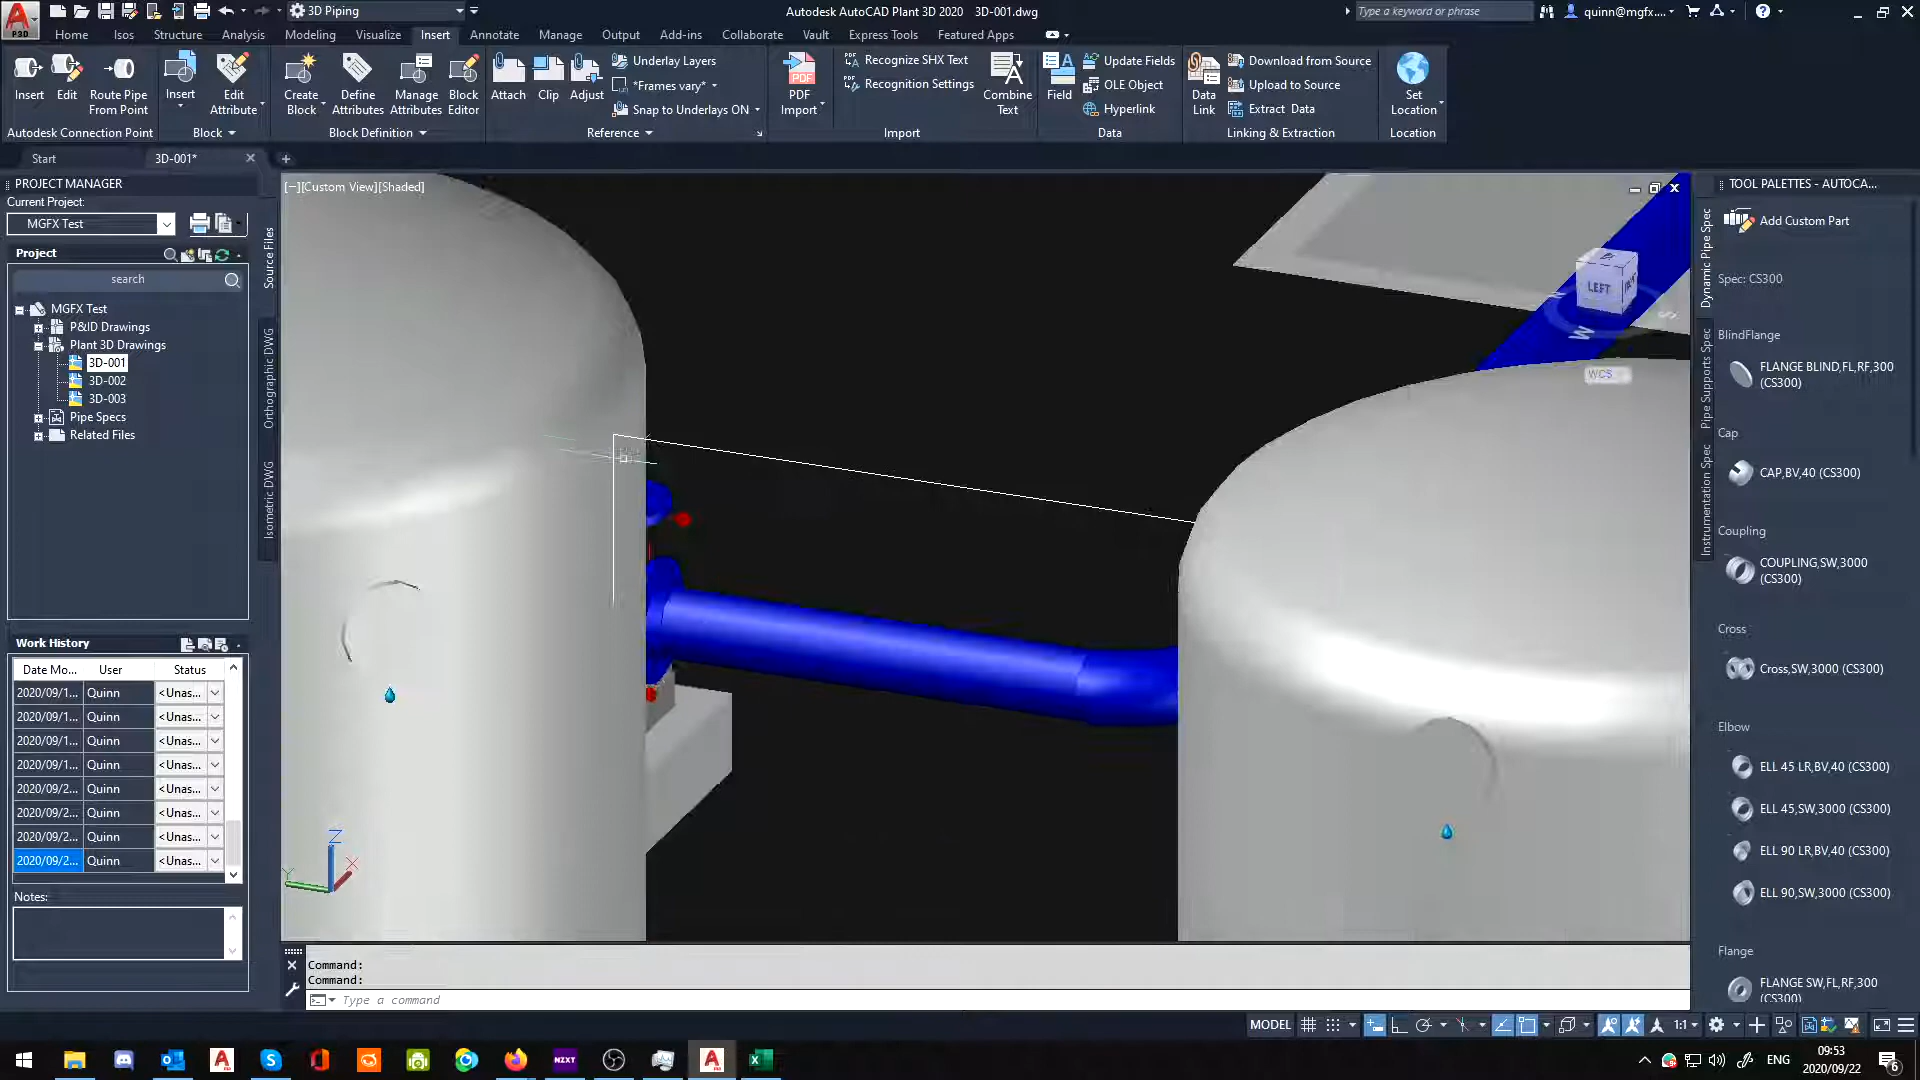 3D Piping
Autodesk AutoCAD Plant 3D 2020 3D-001.dwg
Type a keyword or phrase
quinn@mgfx....
P3D
Home Isos Structure Analysis Modeling Visualize Insert Annotate Manage Output Add-ins Collaborate Vault Express Tools Featured Apps
Insert
Edit
Route Pipe
From Point
Autodesk Connection Point
Insert
Edit
Attribute
Block
Create
Block
Define
Attributes
Manage
Attributes
Block
Editor
Block Definition
Attach
Clip
Adjust
Underlay Layers
*Frames vary*
Snap to Underlays ON
Reference
PDF
PDF
Import
Recognize SHX Text
Recognition Settings
Combine
Text
Import
Field
Update Fields
OLE Object
Hyperlink
Data
Data
Link
Download from Source
Upload to Source
Extract Data
Linking & Extraction
Set
Location
Location
Start
3D-001*
PROJECT MANAGER
Current Project:
MGFX Test
Project
search
MGFX Test
P&ID Drawings
Plant 3D Drawings
3D-001
3D-002
3D-003
Pipe Specs
Related Files
Source Files
Orthographic DWG
Isometric DWG
Work History
Date Mo... User Status
2020/09/1... Quinn <Unas...
2020/09/1... Quinn <Unas...
2020/09/1... Quinn <Unas...
2020/09/1... Quinn <Unas...
2020/09/2... Quinn <Unas...
2020/09/2... Quinn <Unas...
2020/09/2... Quinn <Unas...
2020/09/2... Quinn <Unas...
Notes:
[−][Custom View][Shaded]
LEFT
W
S
WCS
Z
X
Y
Command:
Command:
Type a command
TOOL PALETTES - AUTOCA...
Dynamic Pipe Spec
Pipe Supports Spec
Instrumentation Spec
Add Custom Part
Spec: CS300
BlindFlange
FLANGE BLIND,FL,RF,300
(CS300)
Cap
CAP,BV,40 (CS300)
Coupling
COUPLING,SW,3000
(CS300)
Cross
Cross,SW,3000 (CS300)
Elbow
ELL 45 LR,BV,40 (CS300)
ELL 45,SW,3000 (CS300)
ELL 90 LR,BV,40 (CS300)
ELL 90,SW,3000 (CS300)
Flange
FLANGE SW,FL,RF,300
(CS300)
MODEL
1:1
NZXT
ENG
09:53
2020/09/22
6